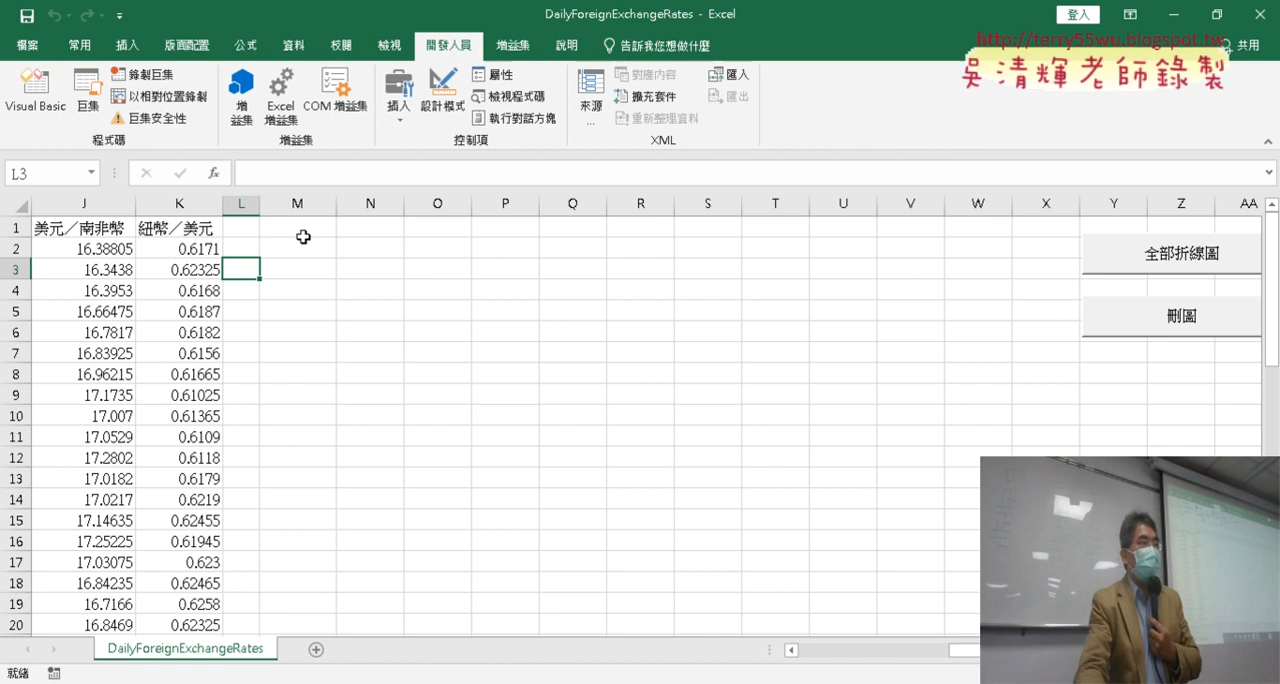 DailyForeignExchangeRates - Excel
登入
檔案 常用 插入 版面配置 公式 資料 校閱 檢視 開發人員 增益集 說明 告訴我您想做什麼 共用
http://terry55wu.blogspot.tw
吳清輝老師錄製
Visual Basic 巨集 錄製巨集 以相對位置錄製 巨集安全性 程式碼
增益集 Excel 增益集 COM 增益集 增益集
插入 設計模式 屬性 檢視程式碼 執行對話方塊 控制項
來源... 對應內容 擴充套件 重新整理資料 匯入 匯出 XML
L3 fx
J K L M N O P Q R S T U V W X Y Z AA
1 美元／南非幣 紐幣／美元
2 16.38805 0.6171
3 16.3438 0.62325
4 16.3953 0.6168
5 16.66475 0.6187
6 16.7817 0.6182
7 16.83925 0.6156
8 16.96215 0.61665
9 17.1735 0.61025
10 17.007 0.61365
11 17.0529 0.6109
12 17.2802 0.6118
13 17.0182 0.6179
14 17.0217 0.6219
15 17.14635 0.62455
16 17.25225 0.61945
17 17.03075 0.623
18 16.84235 0.62465
19 16.7166 0.6258
20 16.8469 0.62325
全部折線圖
刪圖
DailyForeignExchangeRates
就緒